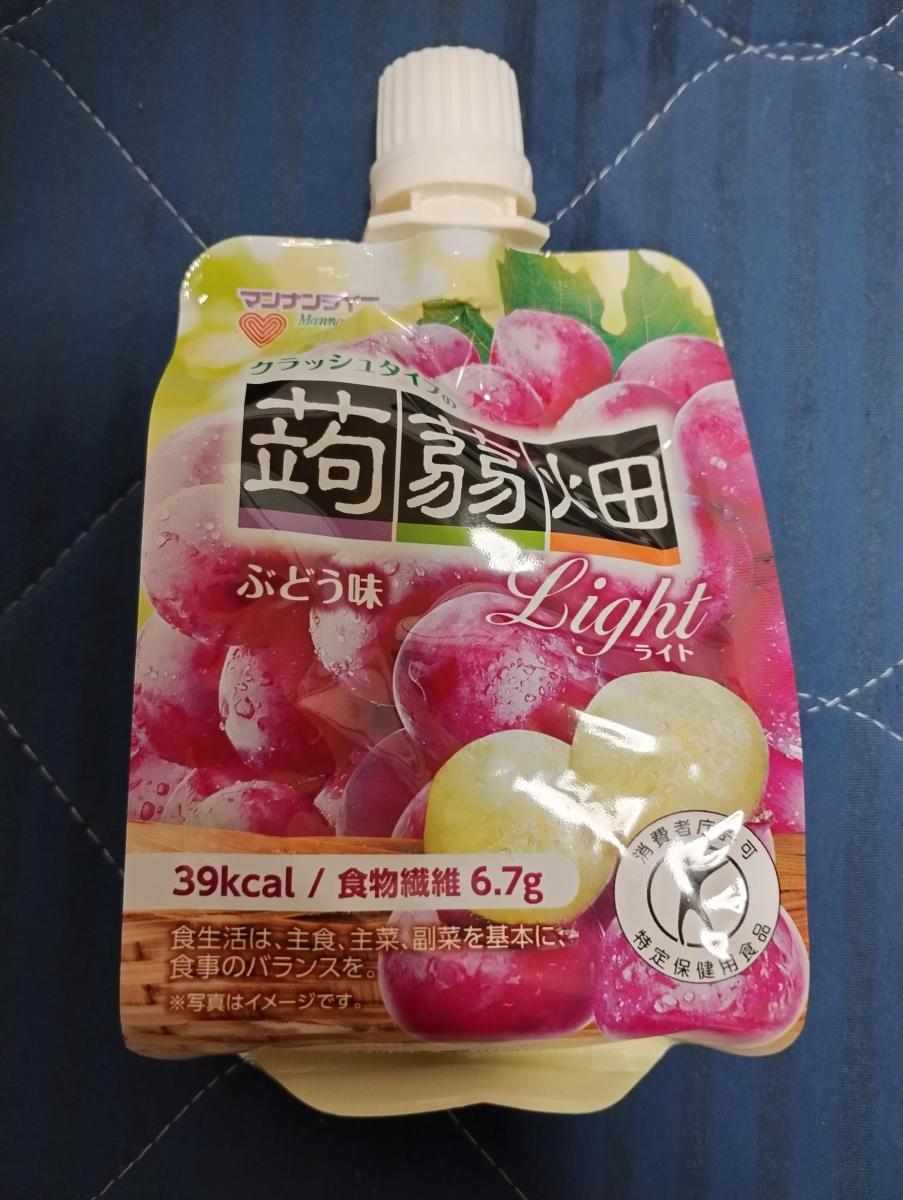 マンナンライフ
Manna
クラッシュタイプの
蒟蒻畑
ぶどう味
Light
ライト
39kcal / 食物繊維 6.7g
食生活は、主食、主菜、副菜を基本に、
食事のバランスを。
※写真はイメージです。
消費者庁許可
特定保健用食品